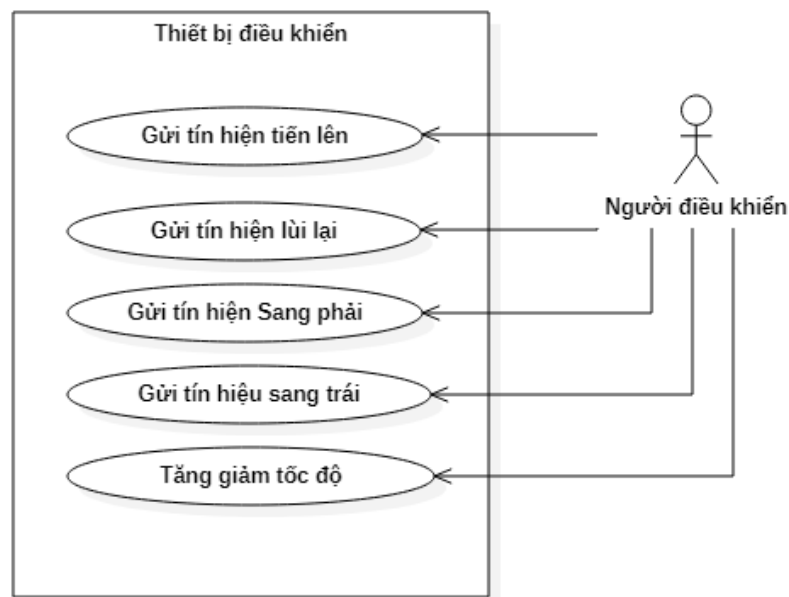 Thiết bị điều khiển
Gửi tín hiện tiến lên
Người điều khiển
Gửi tín hiện lùi lại
Gửi tín hiện Sang phải
Gửi tín hiệu sang trái
Tăng giảm tốc độ